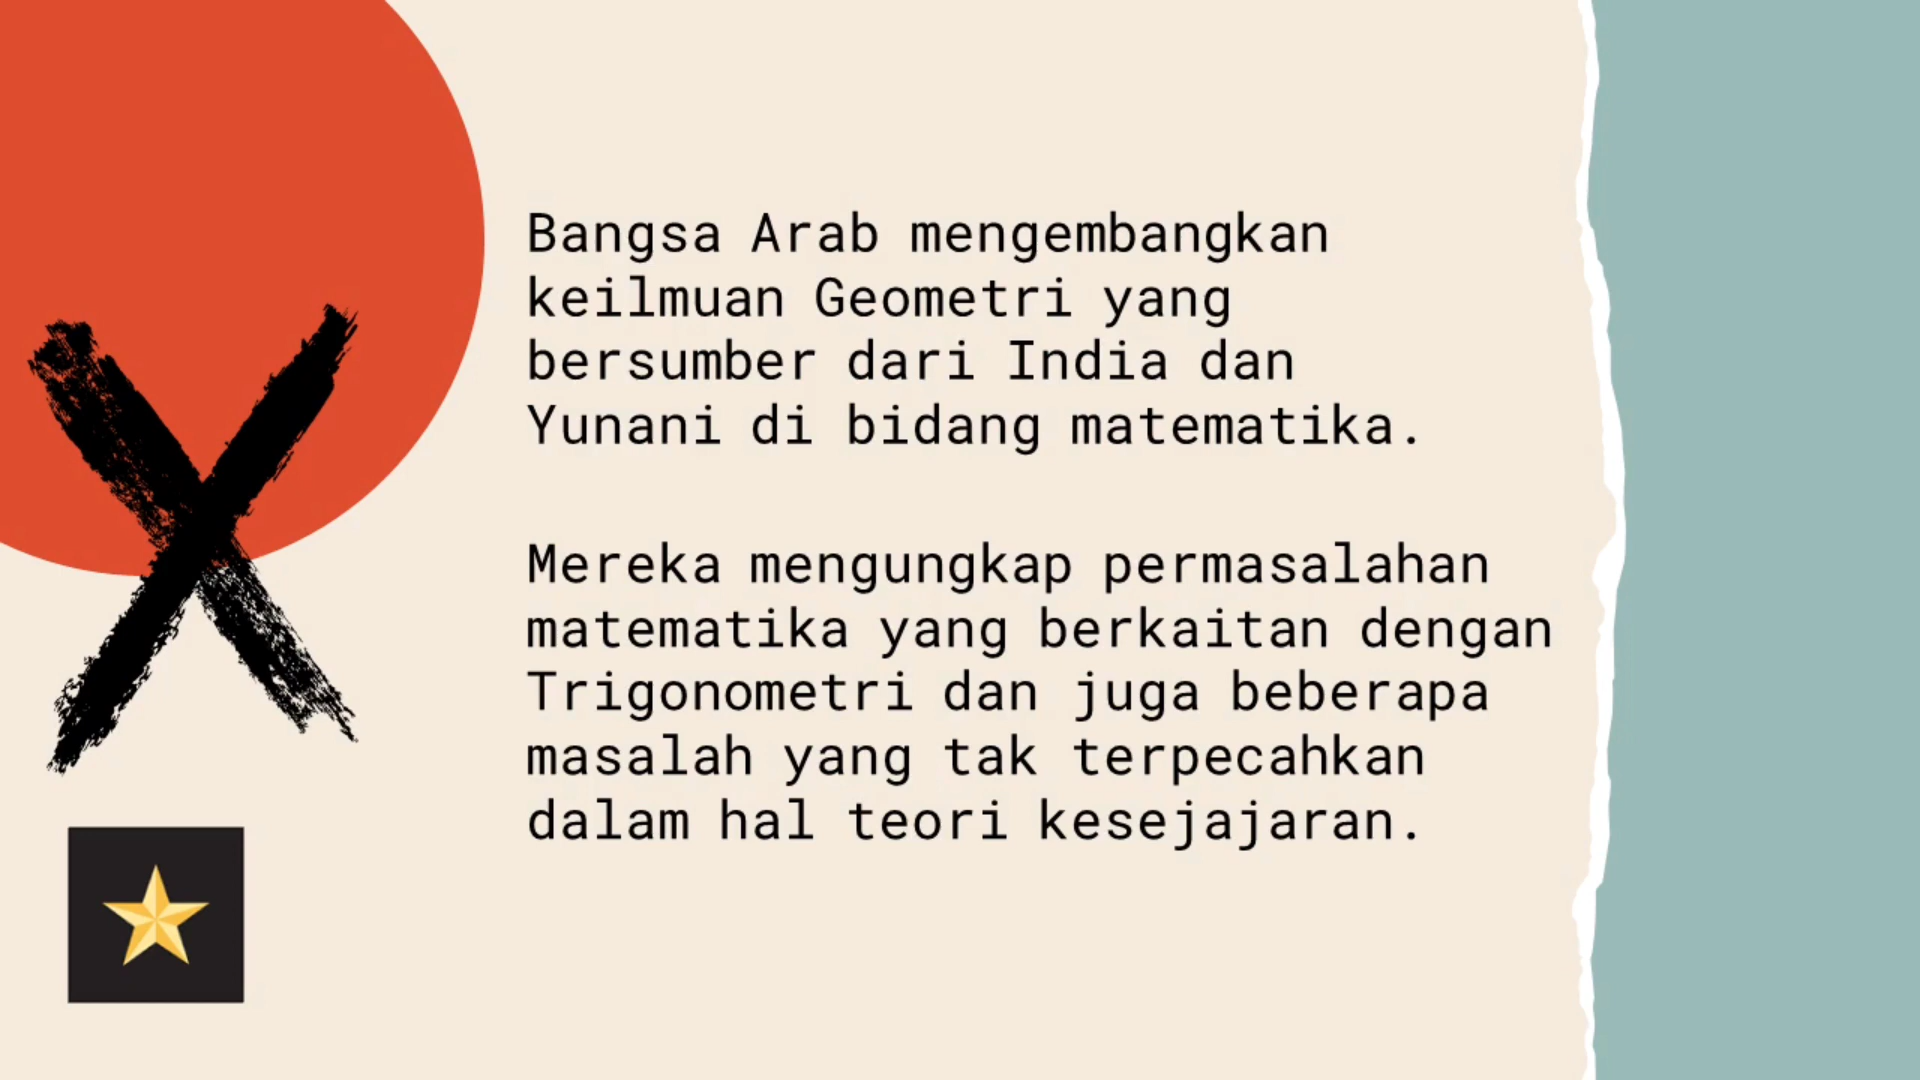 Bangsa Arab mengembangkan
keilmuan Geometri yang
bersumber dari India dan
Yunani di bidang matematika.
Mereka mengungkap permasalahan
matematika yang berkaitan dengan
Trigonometri dan juga beberapa
masalah yang tak terpecahkan
dalam hal teori kesejajaran.